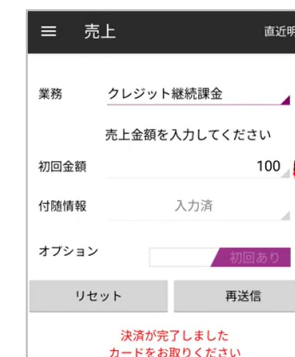 売上 直近明
業務 クレジット継続課金
売上金額を入力してください
初回金額 100
付随情報 入力済
オプション 初回あり
リセット 再送信
決済が完了しました
カードをお取りください